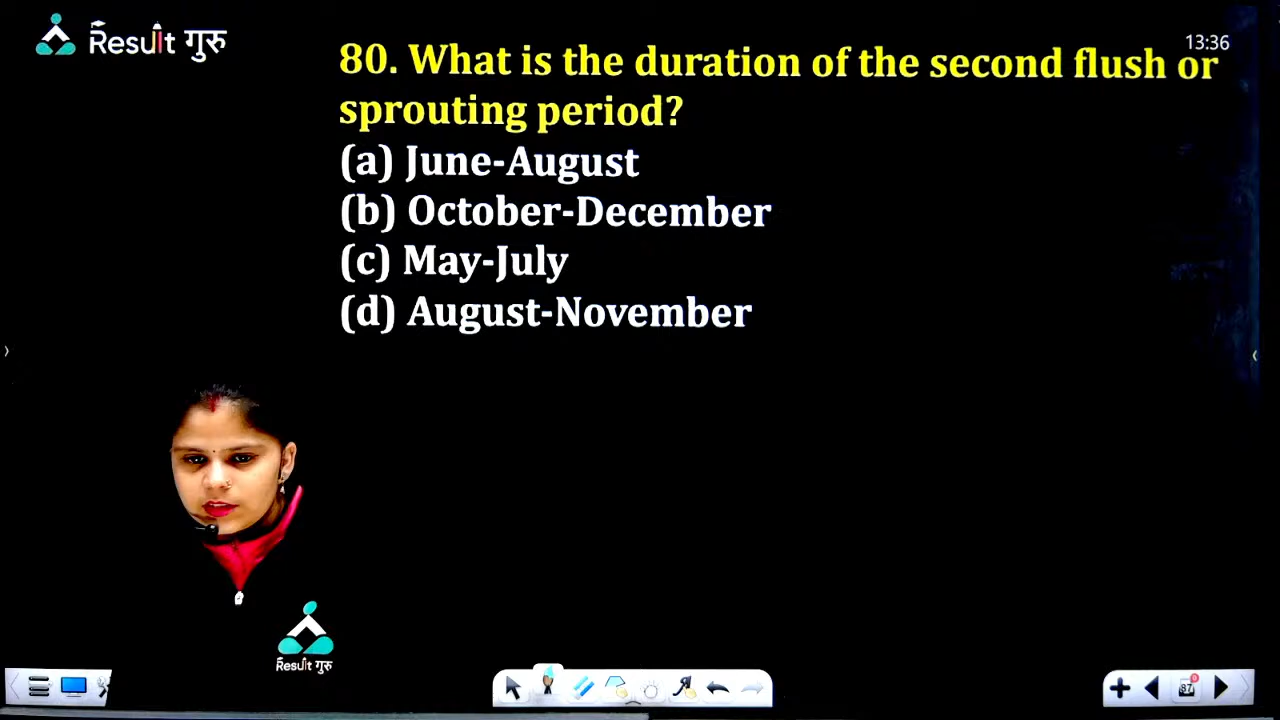 Result गुरु
13:36
80. What is the duration of the second flush or
sprouting period?
(a) June-August
(b) October-December
(c) May-July
(d) August-November
Result गुरु